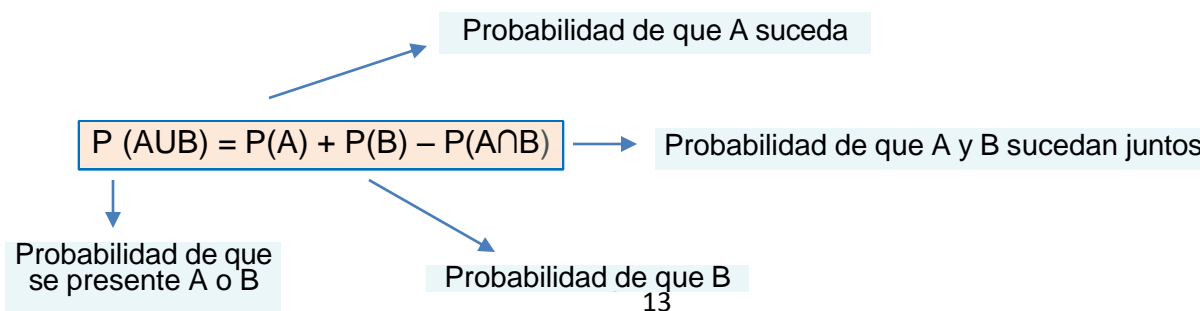 Probabilidad de que A suceda
P (AUB) = P(A) + P(B) – P(A∩B)
Probabilidad de que A y B sucedan juntos
Probabilidad de que
se presente A o B
Probabilidad de que B
13